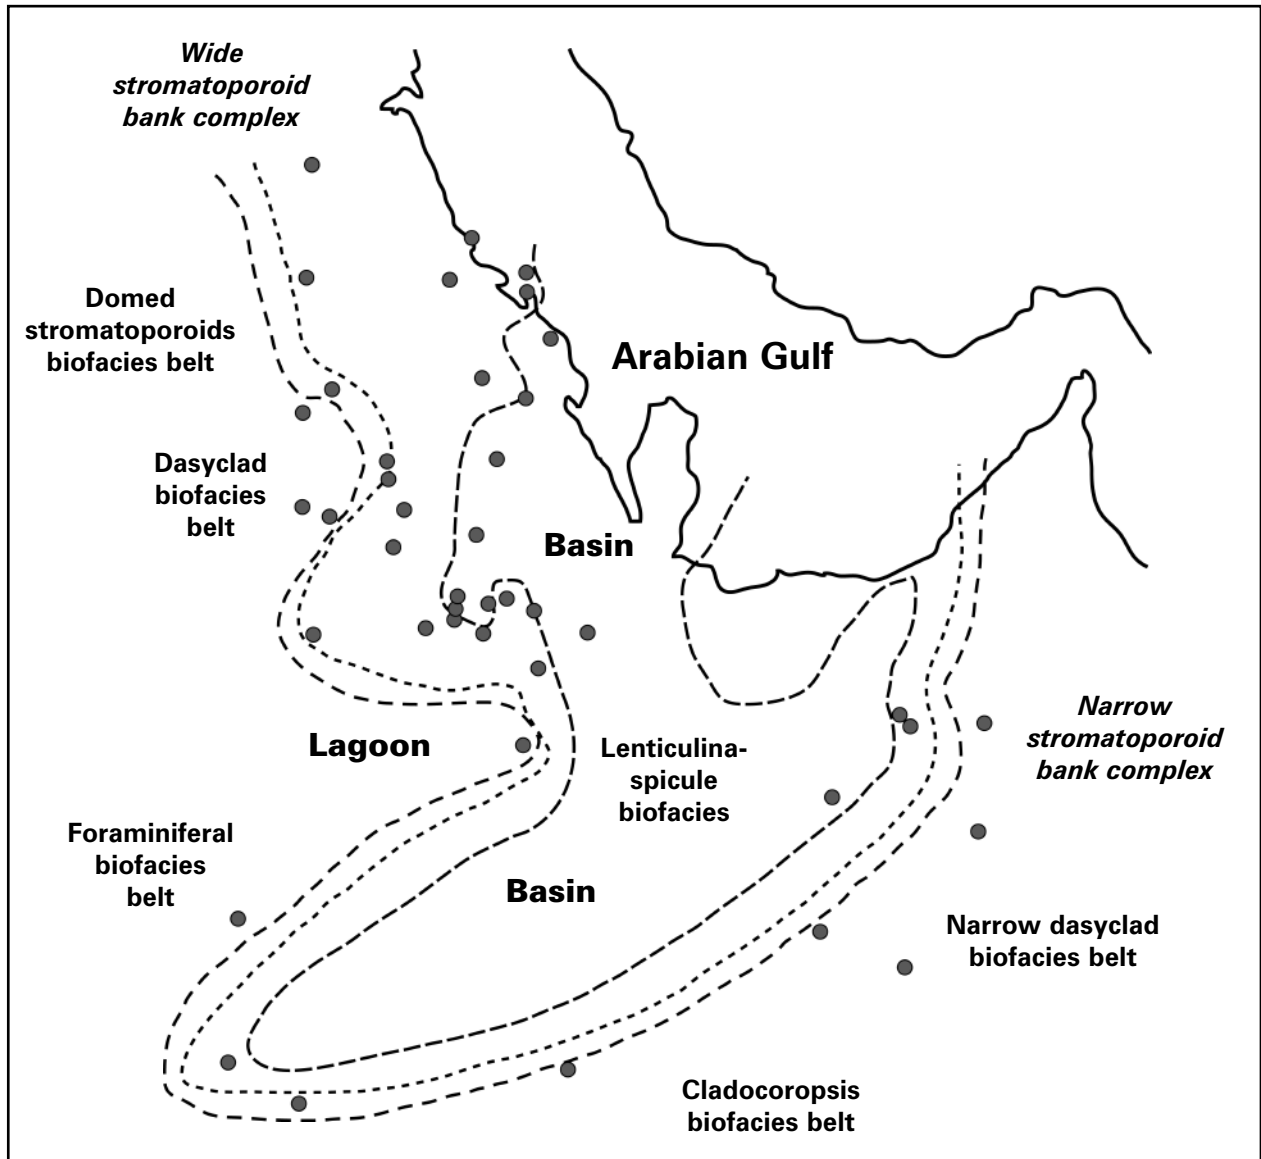 Wide
stromatoporoid
bank complex
Domed
stromatoporoids
biofacies belt
Arabian Gulf
Dasyclad
biofacies
belt
Basin
Lagoon
Lenticulina-
spicule
biofacies
Narrow
stromatoporoid
bank complex
Foraminiferal
biofacies
belt
Basin
Narrow dasyclad
biofacies belt
Cladocoropsis
biofacies belt